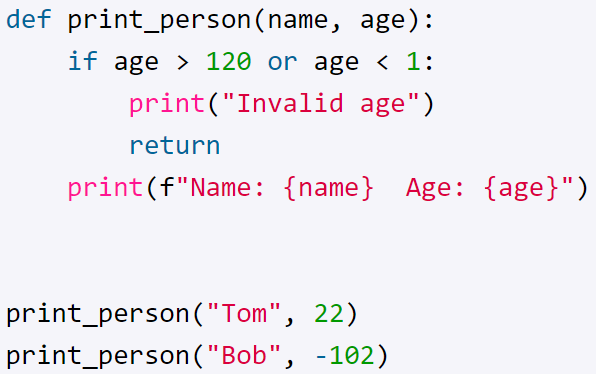 def print_person(name, age):
    if age > 120 or age < 1:
        print("Invalid age")
        return
    print(f"Name: {name}  Age: {age}")
print_person("Tom", 22)
print_person("Bob", -102)